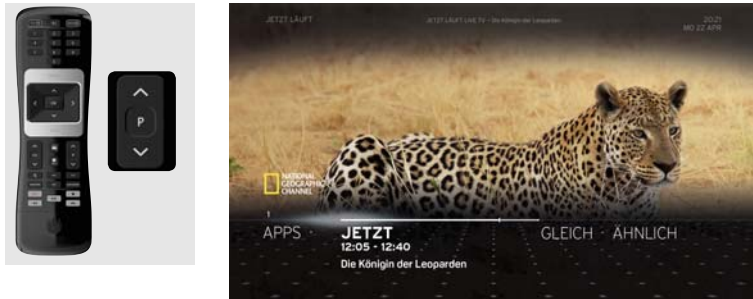 P
JETZT LÄUFT
JETZT LÄUFT LIVE TV - Die Königin der Leoparden
20:21
MO 22 APR
NATIONAL
GEOGRAPHIC
CHANNEL
1
APPS
JETZT
GLEICH
ÄHNLICH
12:05 - 12:40
Die Königin der Leoparden